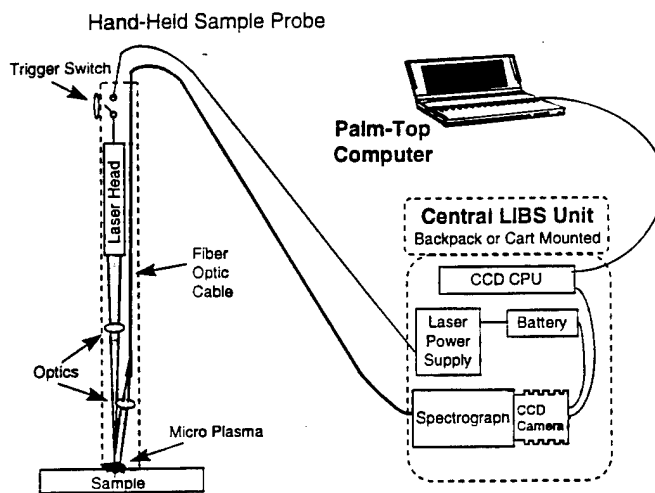 Hand-Held Sample Probe
Trigger Switch
Laser Head
Fiber
Optic
Cable
Optics
Micro Plasma
Sample
Palm-Top
Computer
Central LIBS Unit
Backpack or Cart Mounted
CCD CPU
Laser
Power
Supply
Battery
Spectrograph
CCD
Camera